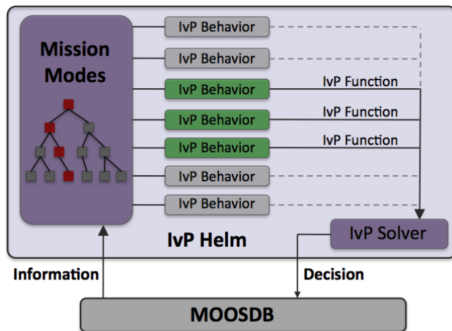 Mission
Modes
IvP Behavior
IvP Behavior
IvP Behavior
IvP Function
IvP Behavior
IvP Function
IvP Behavior
IvP Function
IvP Behavior
IvP Behavior
IvP Helm
IvP Solver
Information
Decision
MOOSDB